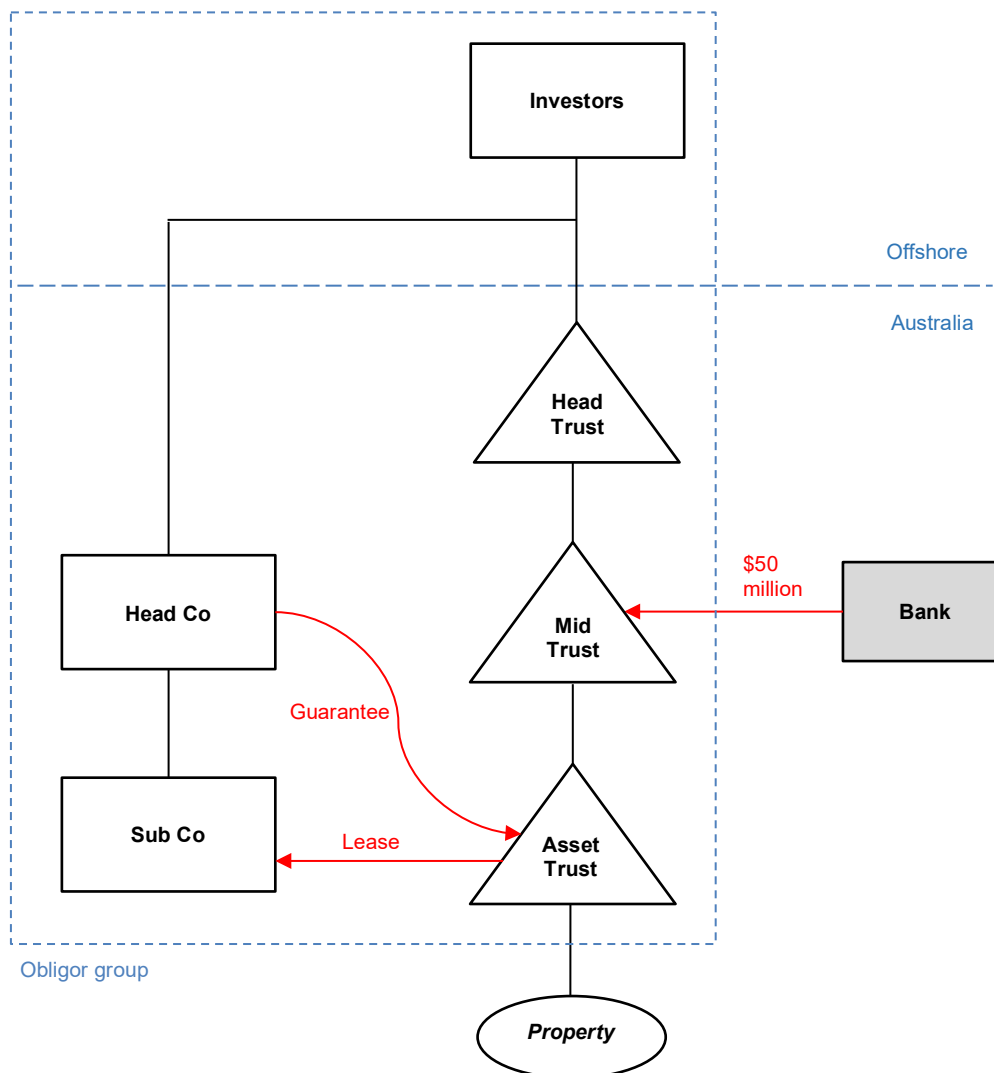 Investors
Offshore
Australia
Head
Trust
$50
million
Head Co
Mid
Trust
Bank
Guarantee
Sub Co
Lease
Asset
Trust
Obligor group
Property